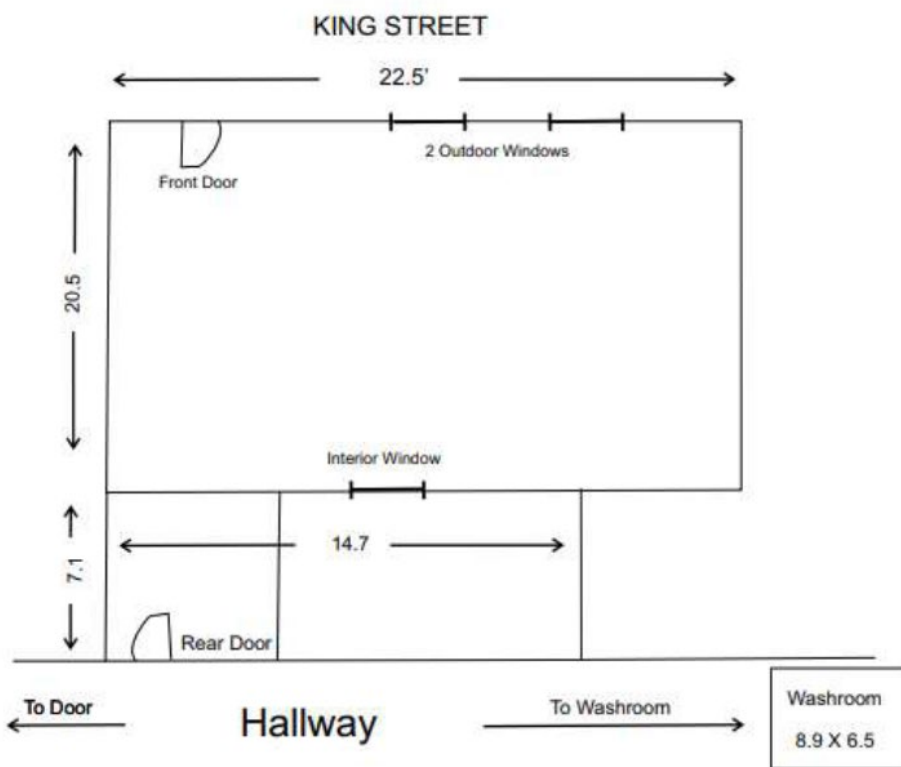 KING STREET
22.5'
2 Outdoor Windows
Front Door
20.5
Interior Window
14.7
7.1
Rear Door
To Door
Hallway
To Washroom
Washroom
8.9 X 6.5